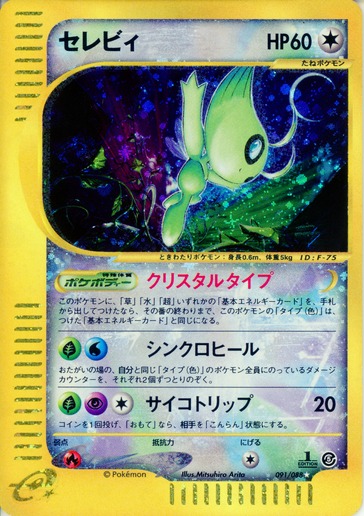 セレビィ HP60
たねポケモン
ときわたりポケモン：身長0.6m、体重5kg ID:F-75
特殊体質
ポケボディー クリスタルタイプ
このポケモンに、「草」「水」「超」いずれかの「基本エネルギーカード」を、手札
から出してつけたなら、その番の終わりまで、このポケモンの「タイプ（色）」は、
つけた「基本エネルギーカード」と同じになる。
シンクロヒール
おたがいの場の、自分と同じ「タイプ（色）」のポケモン全員にのっているダメージ
カウンターを、それぞれ2個ずつとりのぞく。
サイコトリップ 20
コインを1回投げ、「おもて」なら、相手を「こんらん」状態にする。
弱点 抵抗力 にげる
1 EDITION
©Pokémon Illus.Mitsuhiro Arita 091/088